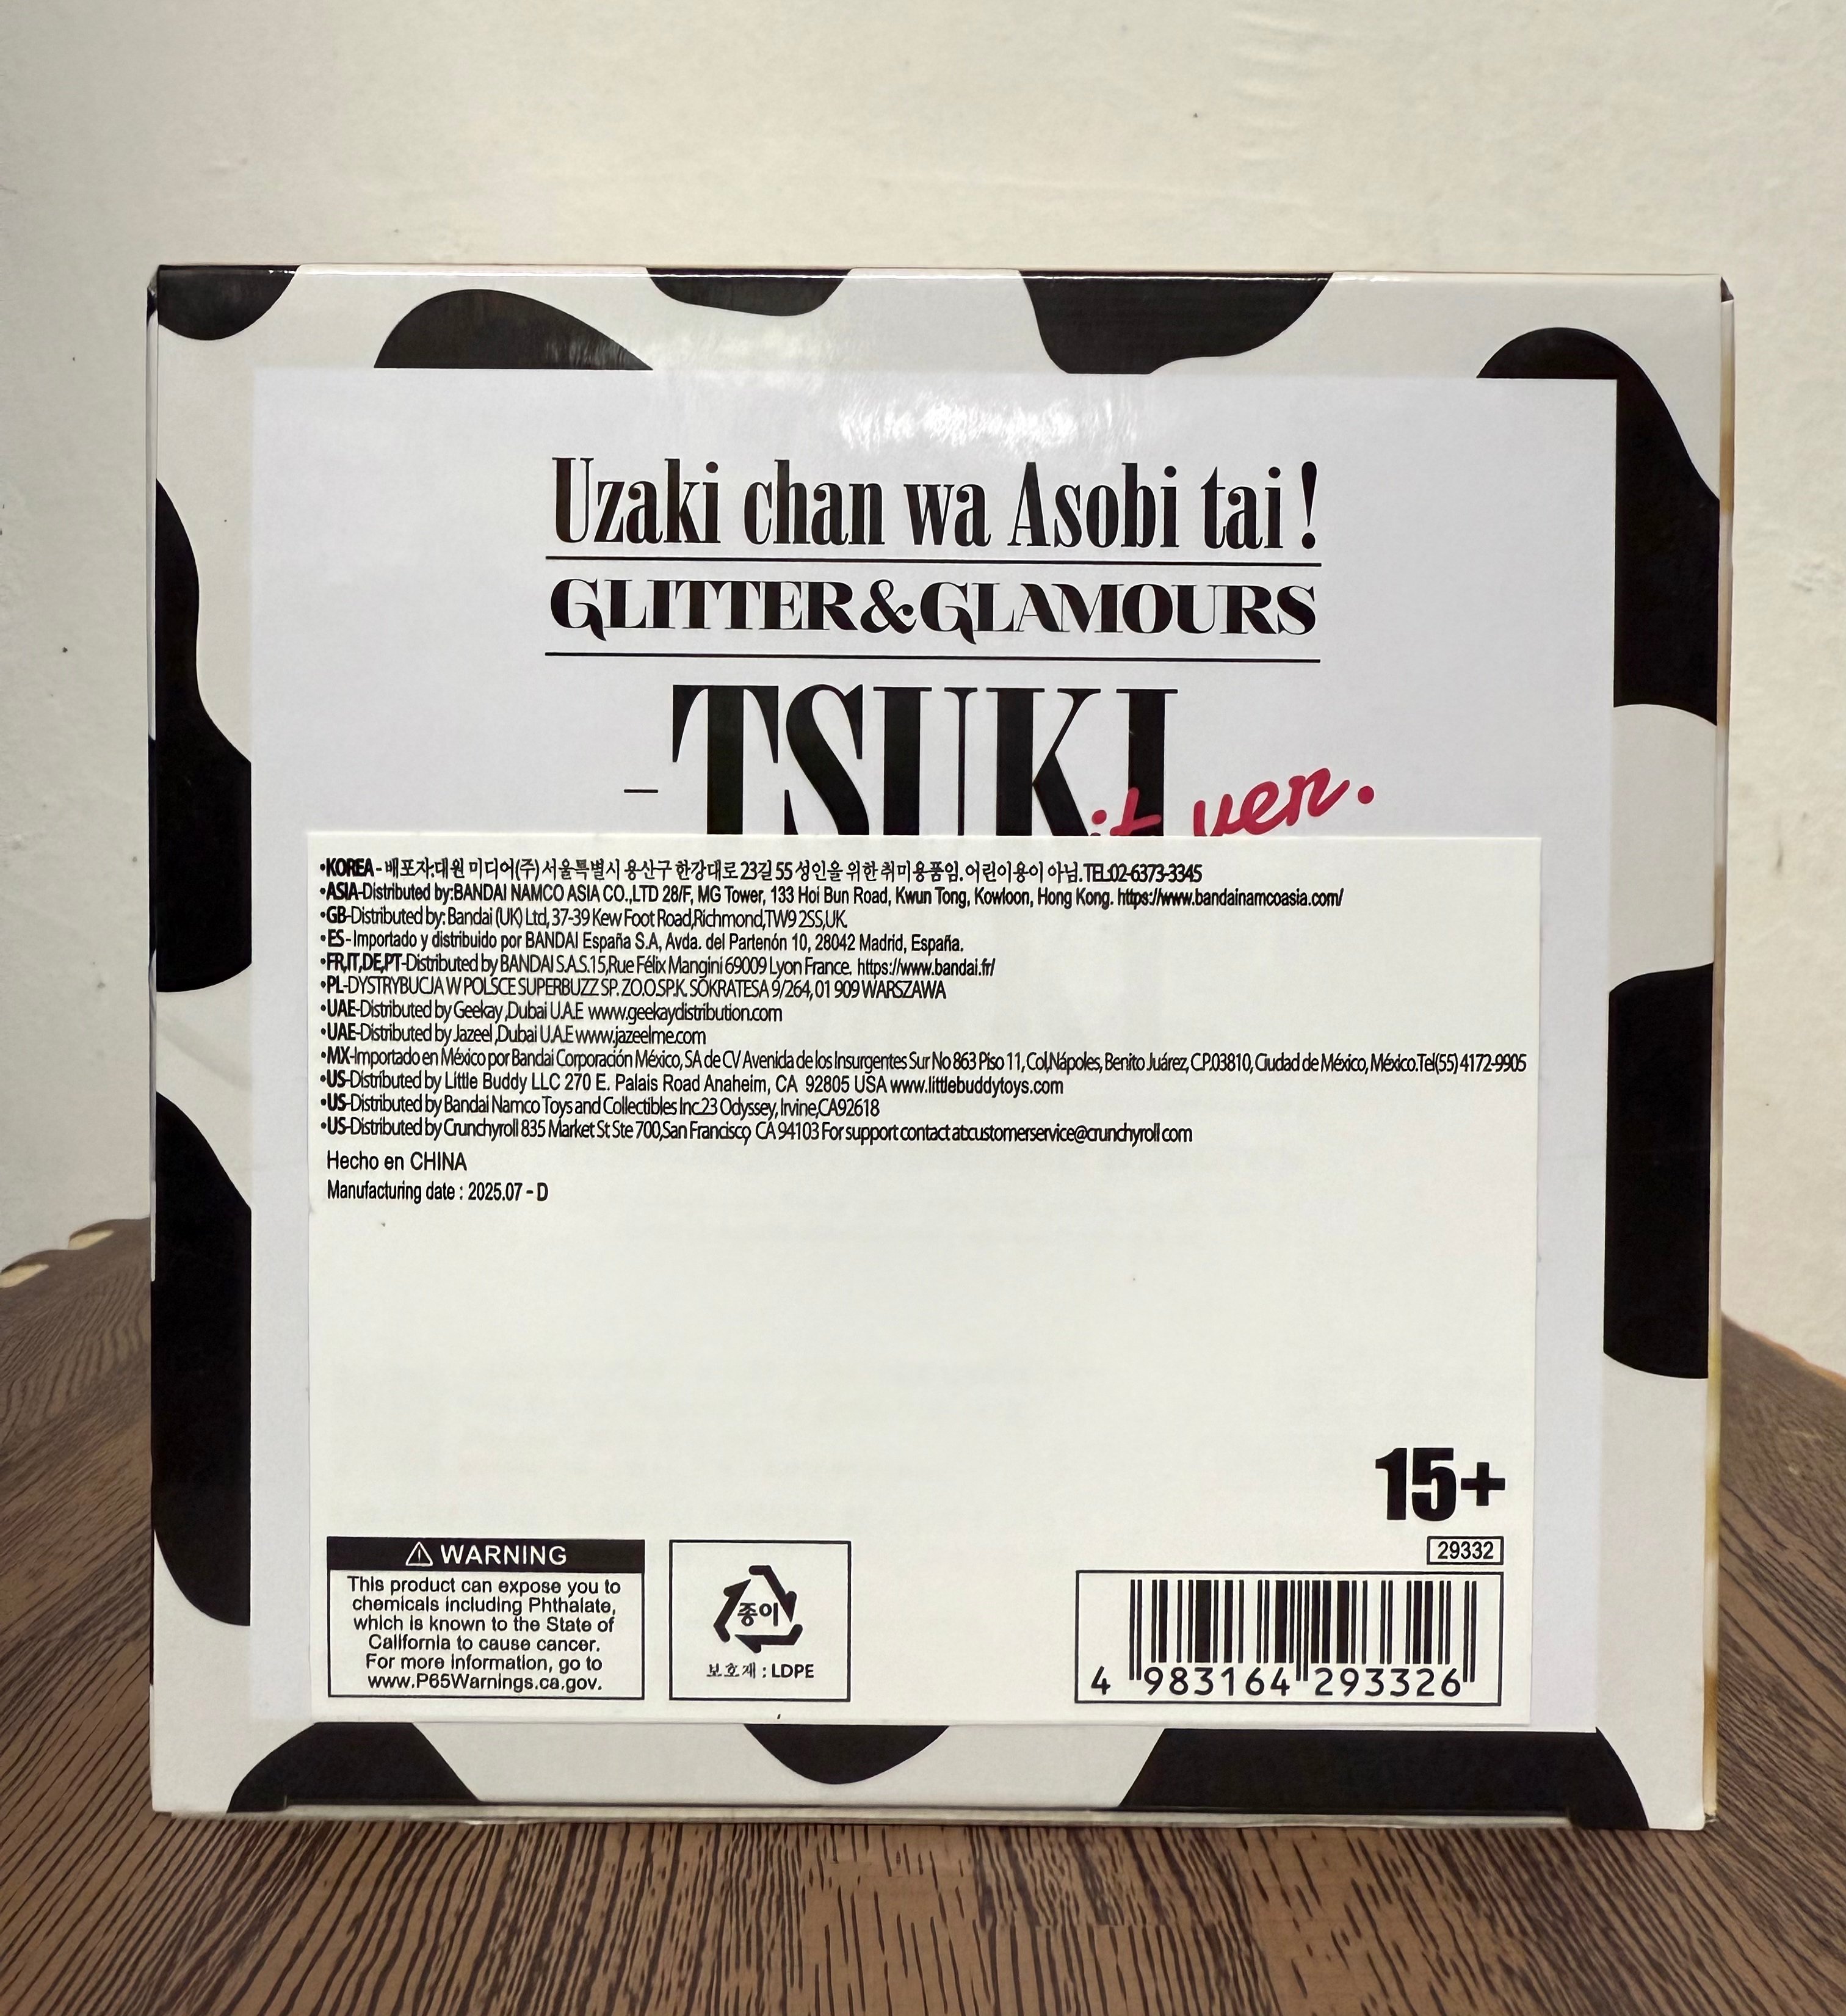 Uzaki chan wa Asobi tai!
GLITTER&GLAMOURS
-TSUKI
ver.
•KOREA- 배포자:대원 미디어(주) 서울특별시 용산구 한강대로 23길 55 성인을 위한 취미용품임. 어린이용이 아님. TEL:02-6373-3345
•ASIA-Distributed by:BANDAI NAMCO ASIA CO.,LTD 28/F, MG Tower, 133 Hoi Bun Road, Kwun Tong, Kowloon, Hong Kong. https://www.bandainamcoasia.com/
•GB-Distributed by: Bandai (UK) Ltd, 37-39 Kew Foot Road,Richmond,TW9 2SS,UK.
•ES-Importado y distribuido por BANDAI España S.A, Avda. del Partenón 10, 28042 Madrid, España.
•FR,IT,DE,PT-Distributed by BANDAI S.A.S.15,Rue Félix Mangini 69009 Lyon France. https://www.bandai.fr/
•PL-DYSTRYBUCJA W POLSCE SUPERBUZZ SP. ZO.O.SP.K. SOKRATESA 9/264, 01 909 WARSZAWA
•UAE-Distributed by Geekay ,Dubai U.A.E www.geekaydistribution.com
•UAE-Distributed by Jazeel ,Dubai U.A.E www.jazeelme.com
•MX-Importado en México por Bandai Corporación México, SA de CV Avenida de los Insurgentes Sur No 863 Piso 11, Col,Nápoles, Benito Juárez, C.P.03810, Ciudad de México, México.Tel(55) 4172-9905
•US-Distributed by Little Buddy LLC 270 E. Palais Road Anaheim, CA 92805 USA www.littlebuddytoys.com
•US-Distributed by Bandai Namco Toys and Collectibles Inc.23 Odyssey, Irvine,CA92618
•US-Distributed by Crunchyroll 835 Market St Ste 700,San Francisco, CA 94103 For support contact at:customerservice@crunchyroll.com
Hecho en CHINA
Manufacturing date : 2025.07 - D
15+
29332
⚠ WARNING
This product can expose you to
chemicals including Phthalate,
which is known to the State of
California to cause cancer.
For more information, go to
www.P65Warnings.ca.gov.
종이
보호재 : LDPE
4 983164 293326